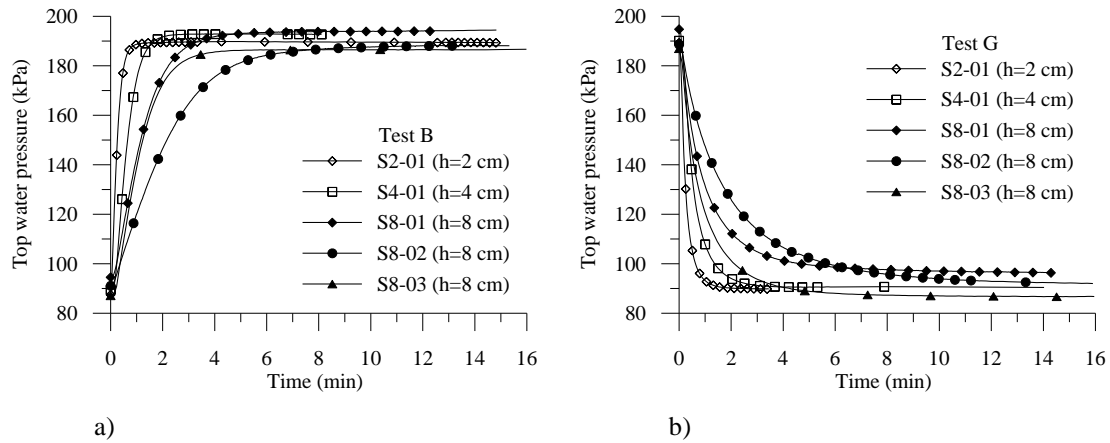 Top water pressure (kPa)
200
180
160
140
120
100
80
0 2 4 6 8 10 12 14 16
Time (min)
Test B
S2-01 (h=2 cm)
S4-01 (h=4 cm)
S8-01 (h=8 cm)
S8-02 (h=8 cm)
S8-03 (h=8 cm)
a)
Top water pressure (kPa)
200
180
160
140
120
100
80
0 2 4 6 8 10 12 14 16
Time (min)
Test G
S2-01 (h=2 cm)
S4-01 (h=4 cm)
S8-01 (h=8 cm)
S8-02 (h=8 cm)
S8-03 (h=8 cm)
b)